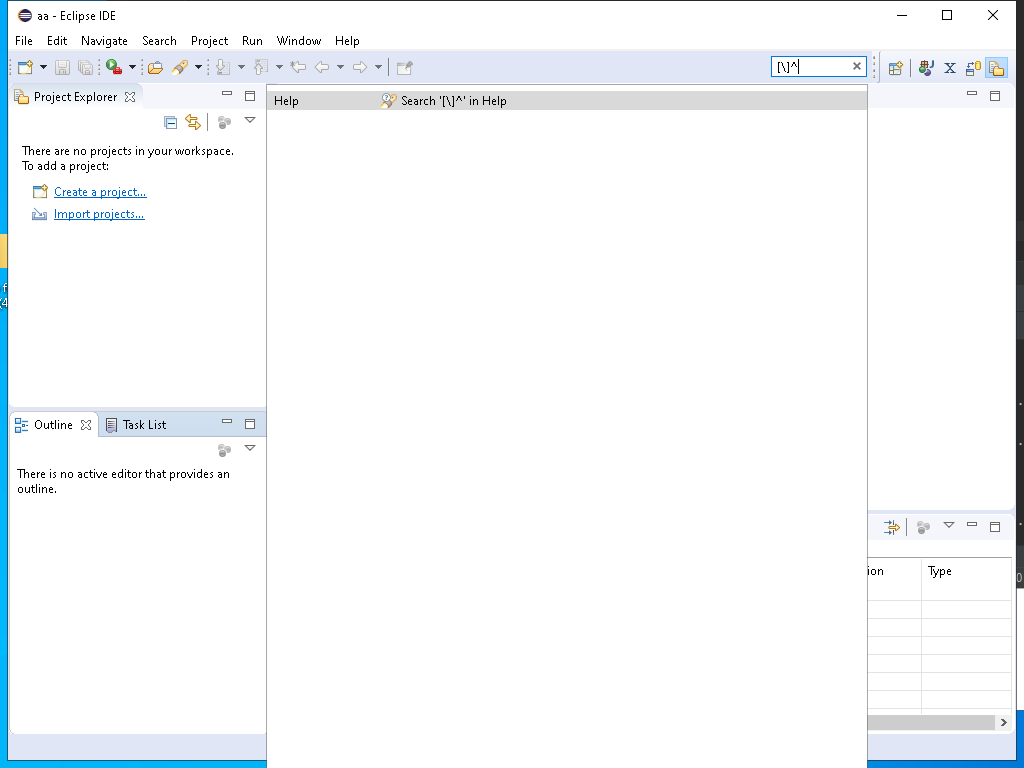 aa - Eclipse IDE
File Edit Navigate Search Project Run Window Help
[\]^
Project Explorer
Help Search '[\]^' in Help
There are no projects in your workspace.
To add a project:
Create a project...
Import projects...
f
(4
Outline Task List
There is no active editor that provides an
outline.
ion Type
0